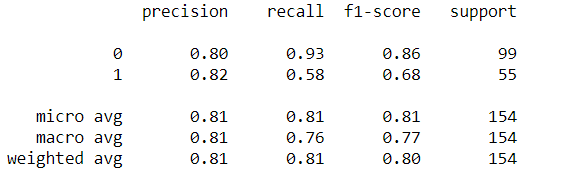 precision recall f1-score support
0 0.80 0.93 0.86 99
1 0.82 0.58 0.68 55
micro avg 0.81 0.81 0.81 154
macro avg 0.81 0.76 0.77 154
weighted avg 0.81 0.81 0.80 154